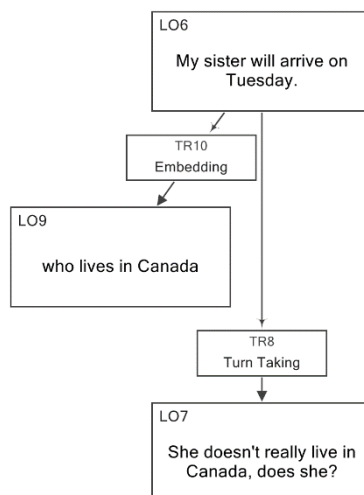 LO6
My sister will arrive on
Tuesday.
TR10
Embedding
LO9
who lives in Canada
TR8
Turn Taking
LO7
She doesn't really live in
Canada, does she?